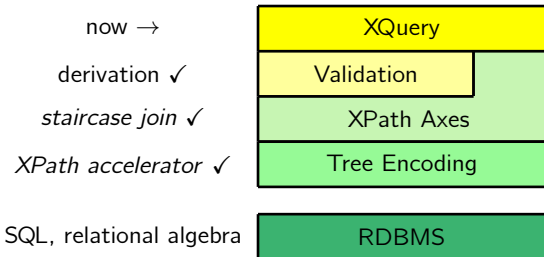 now → XQuery
derivation ✓ Validation
staircase join ✓ XPath Axes
XPath accelerator ✓ Tree Encoding
SQL, relational algebra RDBMS